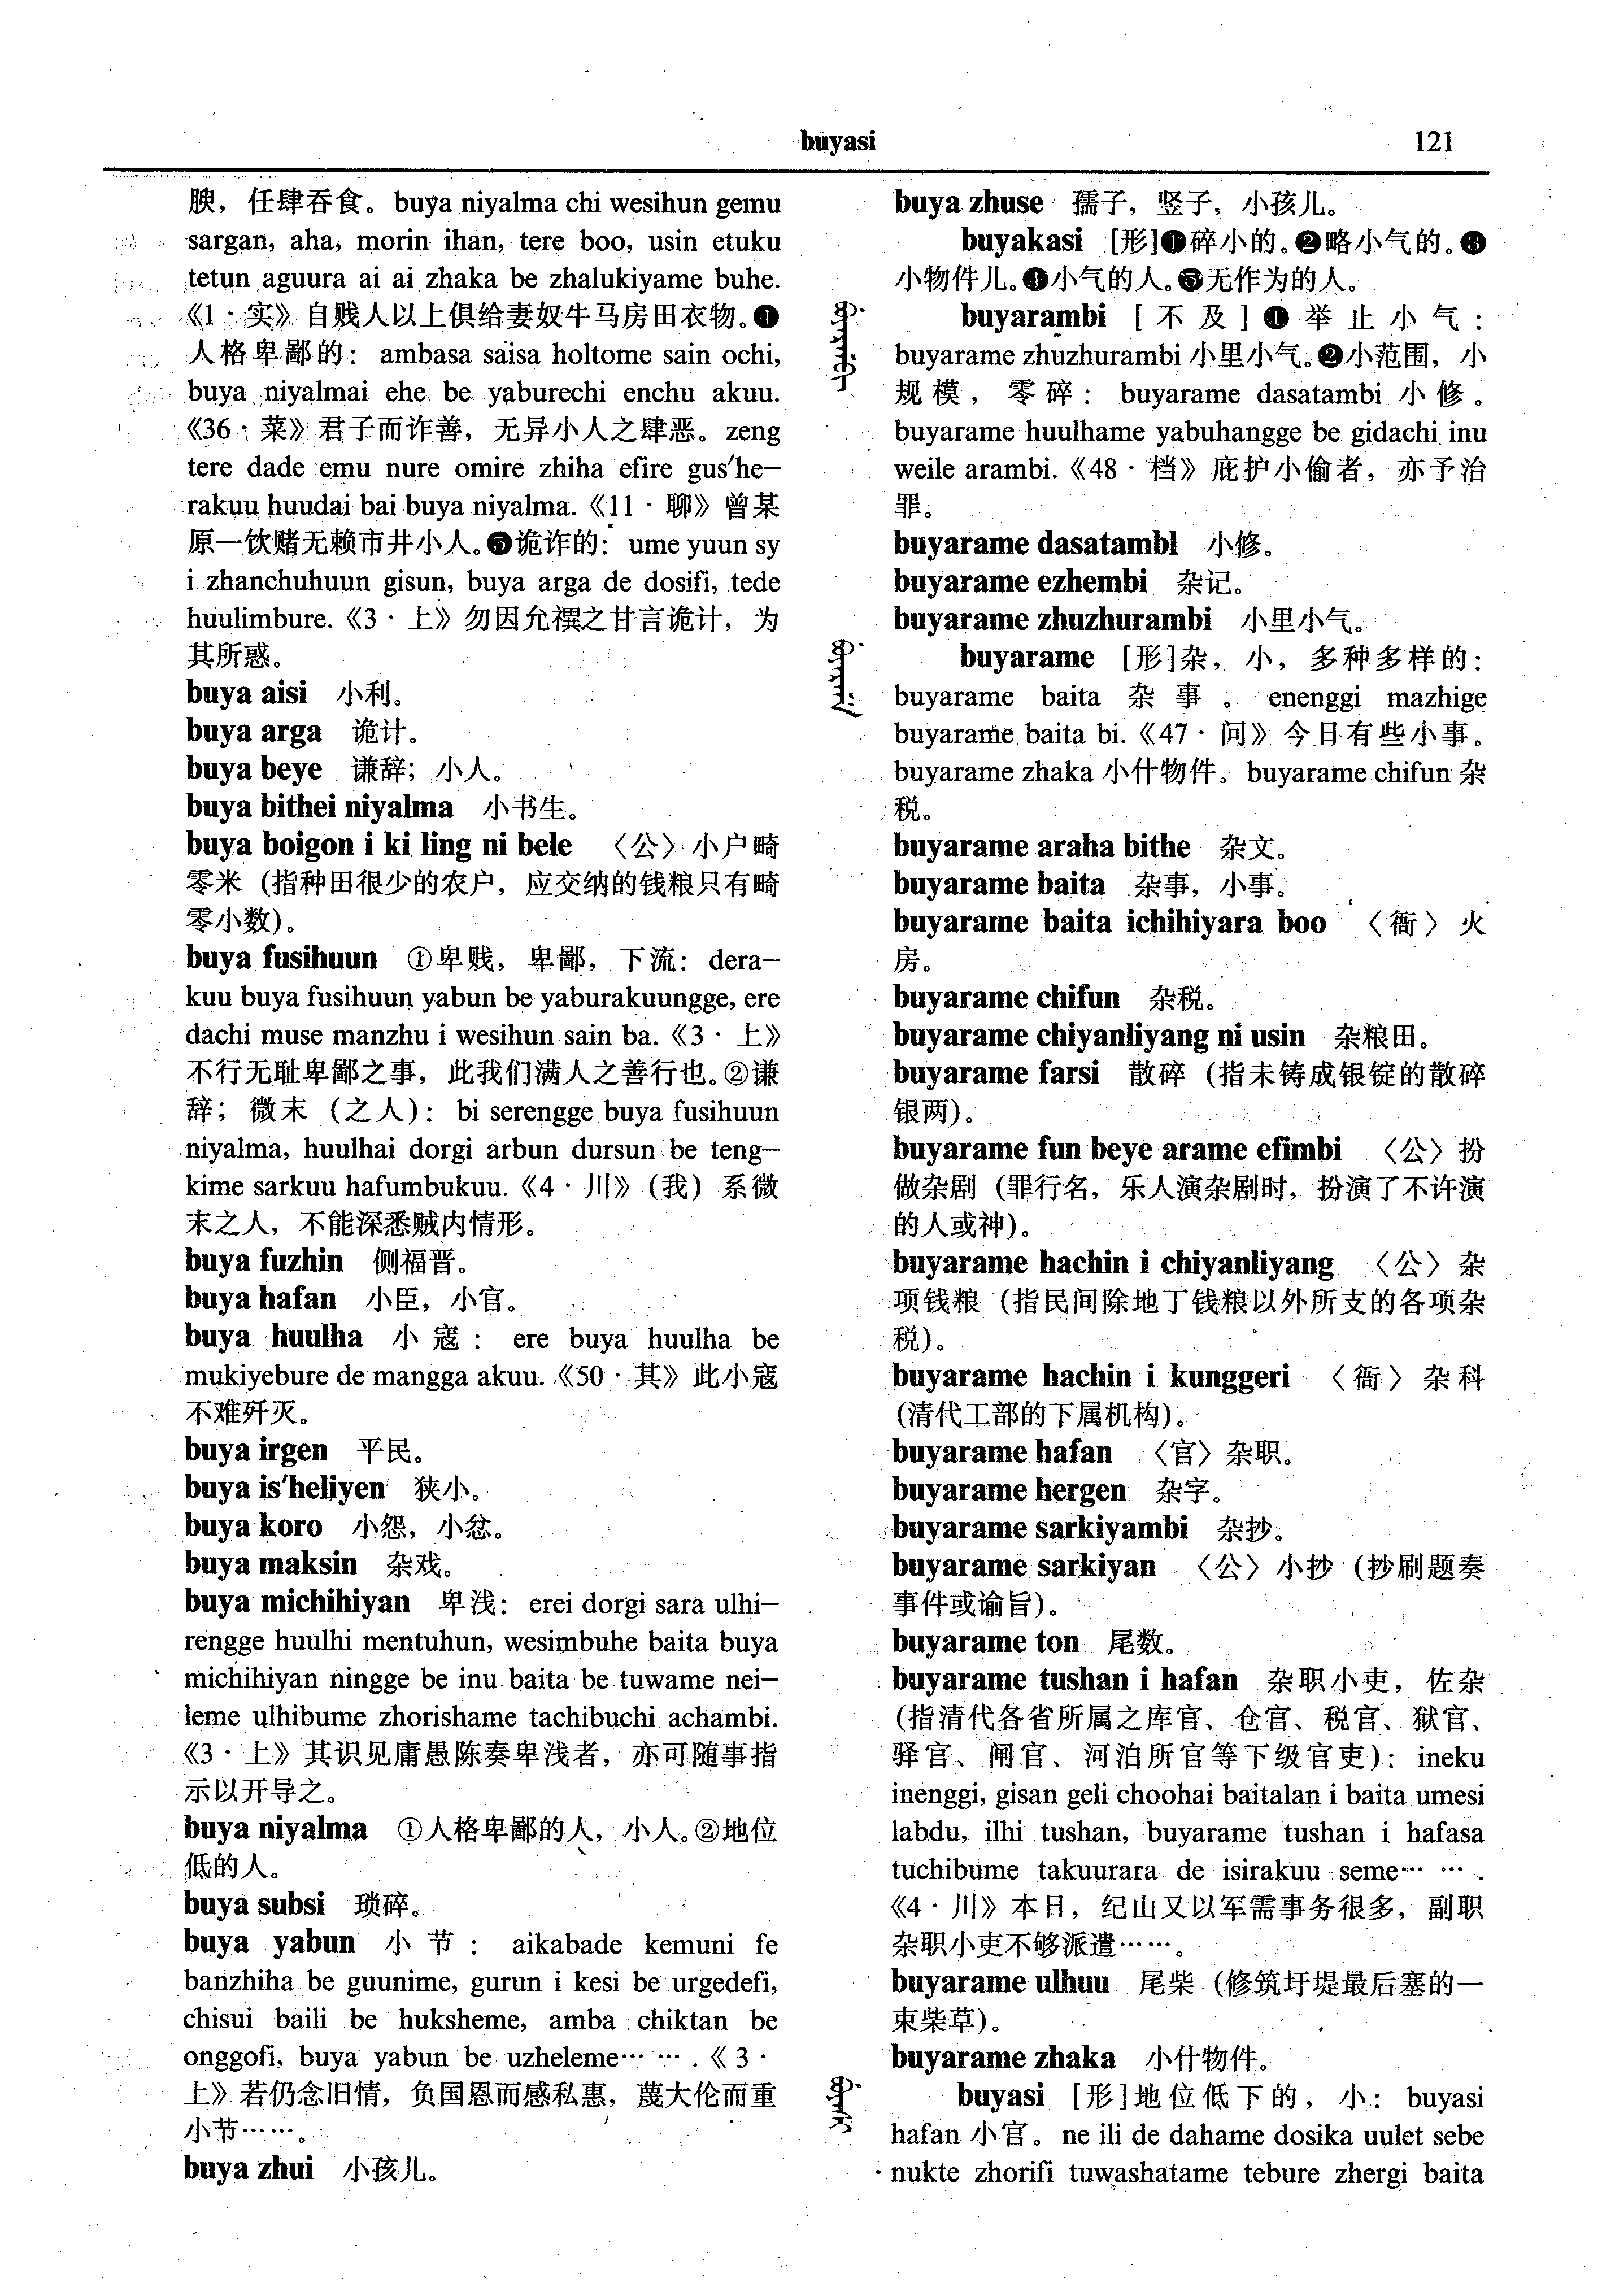 buyasi
121
腴，任肆吞食。buya niyalma chi wesihun gemu
sargan, aha, morin ihan, tere boo, usin etuku
tetun aguura ai ai zhaka be zhalukiyame buhe.
《1·实》自贱人以上俱给妻奴牛马房田衣物。❹
人格卑鄙的：ambasa saisa holtome sain ochi,
buya niyalmai ehe be yaburechi enchu akuu.
《36·菜》君子而诈善，无异小人之肆恶。zeng
tere dade emu nure omire zhiha efire gus'he-
rakuu huudai bai buya niyalma.《11·聊》曾某
原一饮赌无赖市井小人。❺诡诈的：ume yuun sy
i zhanchuhuun gisun, buya arga de dosifi, tede
huulimbure.《3·上》勿因允禩之甘言诡计，为
其所惑。
buya aisi 小利。
buya arga 诡计。
buya beye 谦辞；小人。
buya bithei niyalma 小书生。
buya boigon i ki ling ni bele 〈公〉小户畸
零米（指种田很少的农户，应交纳的钱粮只有畸
零小数）。
buya fusihuun ①卑贱，卑鄙，下流：dera-
kuu buya fusihuun yabun be yaburakuungge, ere
dachi muse manzhu i wesihun sain ba.《3·上》
不行无耻卑鄙之事，此我们满人之善行也。②谦
辞；微末（之人）：bi serengge buya fusihuun
niyalma, huulhai dorgi arbun dursun be teng-
kime sarkuu hafumbukuu.《4·川》（我）系微
末之人，不能深悉贼内情形。
buya fuzhin 侧福晋。
buya hafan 小臣，小官。
buya huulha 小寇：ere buya huulha be
mukiyebure de mangga akuu.《50·其》此小寇
不难歼灭。
buya irgen 平民。
buya is'heliyen 狭小。
buya koro 小怨，小忿。
buya maksin 杂戏。
buya michihiyan 卑浅：erei dorgi sara ulhi-
rengge huulhi mentuhun, wesimbuhe baita buya
michihiyan ningge be inu baita be tuwame nei-
leme ulhibume zhorishame tachibuchi achambi.
《3·上》其识见庸愚陈奏卑浅者，亦可随事指
示以开导之。
buya niyalma ①人格卑鄙的人，小人。②地位
低的人。
buya subsi 琐碎。
buya yabun 小节：aikabade kemuni fe
banzhiha be guunime, gurun i kesi be urgedefi,
chisui baili be huksheme, amba chiktan be
onggofi, buya yabun be uzheleme…… .《3·
上》若仍念旧情，负国恩而感私惠，蔑大伦而重
小节……。
buya zhui 小孩儿。
buya zhuse 孺子，竖子，小孩儿。
buyakasi [形]❶碎小的。❷略小气的。❸
小物件儿。❹小气的人。❺无作为的人。
buyarambi [不及]❶举止小气：
buyarame zhuzhurambi 小里小气。❷小范围，小
规模，零碎：buyarame dasatambi 小修。
buyarame huulhame yabuhangge be gidachi inu
weile arambi.《48·档》庇护小偷者，亦予治
罪。
buyarame dasatambl 小修。
buyarame ezhembi 杂记。
buyarame zhuzhurambi 小里小气。
buyarame [形]杂，小，多种多样的：
buyarame baita 杂事。enenggi mazhige
buyarame baita bi.《47·问》今日有些小事。
buyarame zhaka 小什物件。buyarame chifun 杂
税。
buyarame araha bithe 杂文。
buyarame baita 杂事，小事。
buyarame baita ichihiyara boo 〈衙〉火
房。
buyarame chifun 杂税。
buyarame chiyanliyang ni usin 杂粮田。
buyarame farsi 散碎（指未铸成银锭的散碎
银两）。
buyarame fun beye arame efimbi 〈公〉扮
做杂剧（罪行名，乐人演杂剧时，扮演了不许演
的人或神）。
buyarame hachin i chiyanliyang 〈公〉杂
项钱粮（指民间除地丁钱粮以外所支的各项杂
税）。
buyarame hachin i kunggeri 〈衙〉杂科
（清代工部的下属机构）。
buyarame hafan 〈官〉杂职。
buyarame hergen 杂字。
buyarame sarkiyambi 杂抄。
buyarame sarkiyan 〈公〉小抄（抄刷题奏
事件或谕旨）。
buyarame ton 尾数。
buyarame tushan i hafan 杂职小吏，佐杂
（指清代各省所属之库官、仓官、税官、狱官、
驿官、闸官、河泊所官等下级官吏）：ineku
inenggi, gisan geli choohai baitalan i baita umesi
labdu, ilhi tushan, buyarame tushan i hafasa
tuchibume takuurara de isirakuu seme…… .
《4·川》本日，纪山又以军需事务很多，副职
杂职小吏不够派遣……。
buyarame ulhuu 尾柴（修筑圩堤最后塞的一
束柴草）。
buyarame zhaka 小什物件。
buyasi [形]地位低下的，小：buyasi
hafan 小官。ne ili de dahame dosika uulet sebe
nukte zhorifi tuwashatame tebure zhergi baita